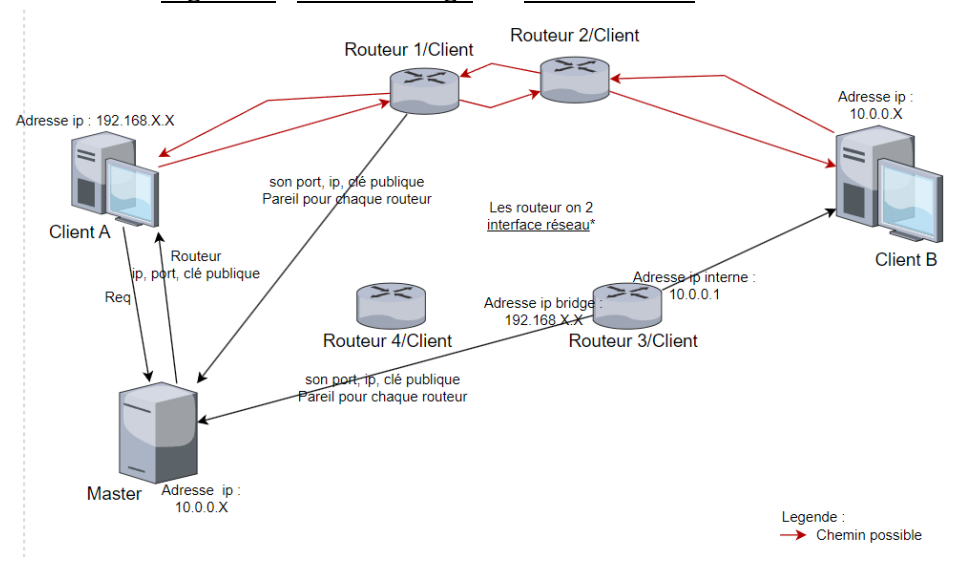 Routeur 2/Client
Routeur 1/Client
Adresse ip :
10.0.0.X
Adresse ip : 192.168.X.X
son port, ip, clé publique
Pareil pour chaque routeur
Les routeur on 2
interface réseau*
Client A
Client B
Routeur
ip, port, clé publique
Req
Adresse ip interne :
10.0.0.1
Adresse ip bridge :
192.168.X.X
Routeur 4/Client
Routeur 3/Client
son port, ip, clé publique
Pareil pour chaque routeur
Master
Adresse ip :
10.0.0.X
Legende :
Chemin possible